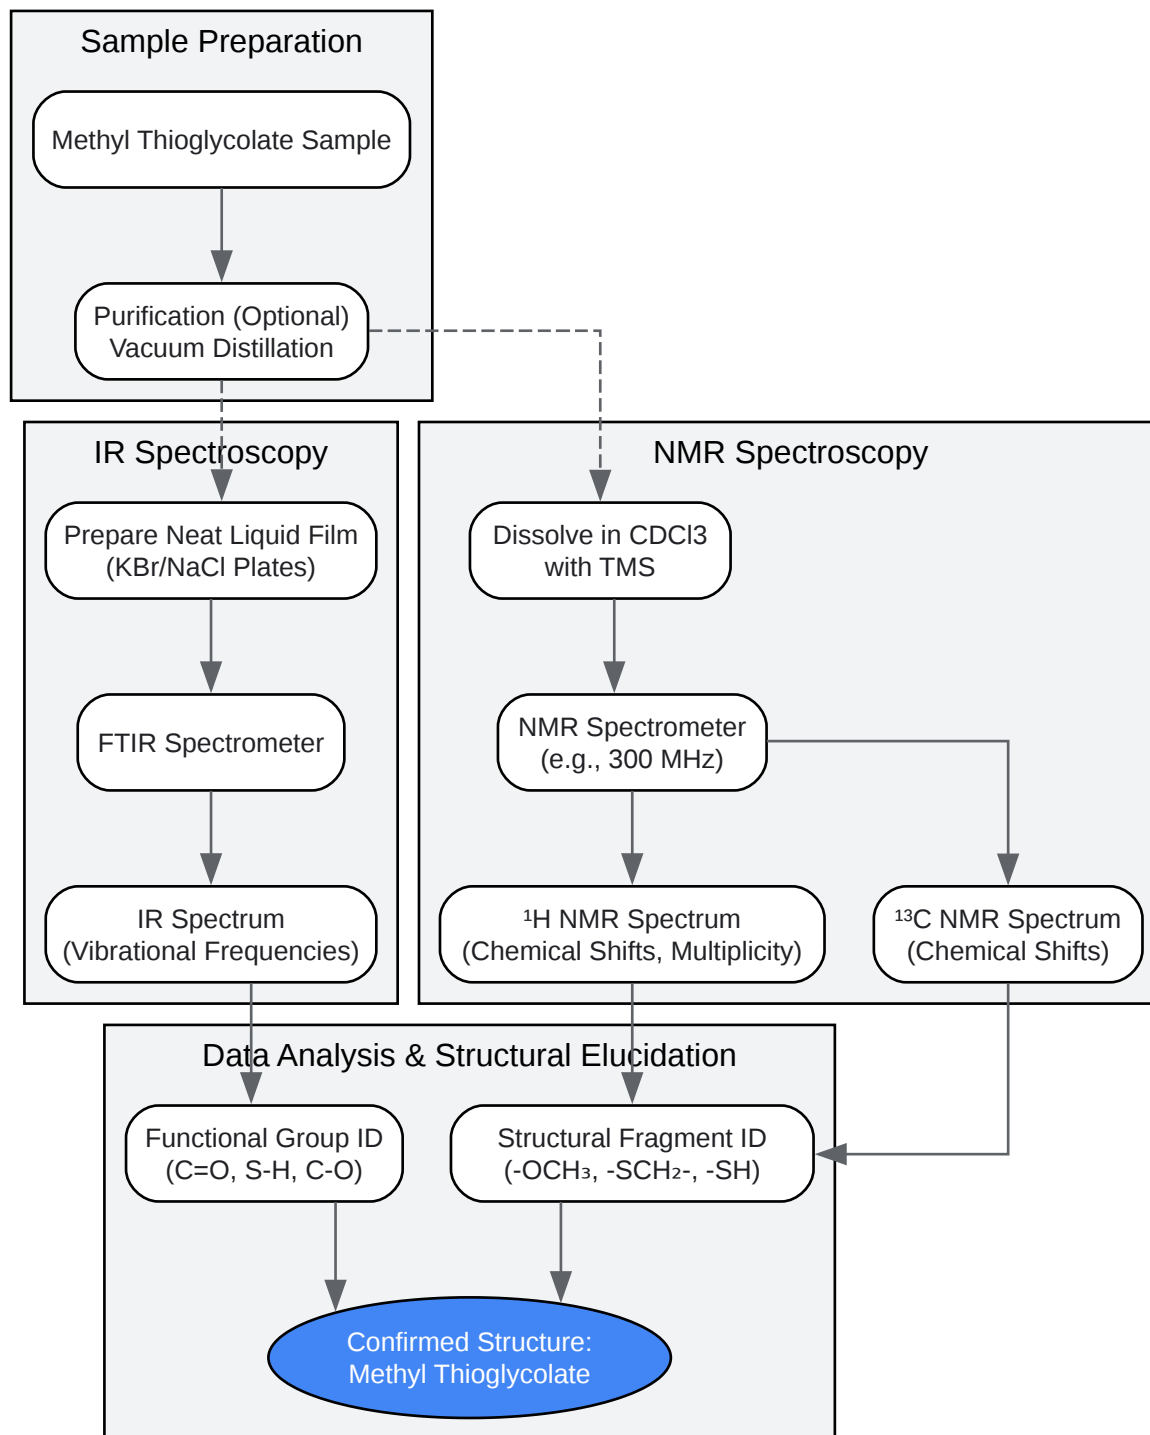 Sample Preparation
Methyl Thioglycolate Sample
Purification (Optional)
Vacuum Distillation
IR Spectroscopy
Prepare Neat Liquid Film
(KBr/NaCl Plates)
FTIR Spectrometer
IR Spectrum
(Vibrational Frequencies)
NMR Spectroscopy
Dissolve in CDCl3
with TMS
NMR Spectrometer
(e.g., 300 MHz)
¹H NMR Spectrum
(Chemical Shifts, Multiplicity)
¹³C NMR Spectrum
(Chemical Shifts)
Data Analysis & Structural Elucidation
Functional Group ID
(C=O, S-H, C-O)
Structural Fragment ID
(-OCH₃, -SCH₂-, -SH)
Confirmed Structure:
Methyl Thioglycolate